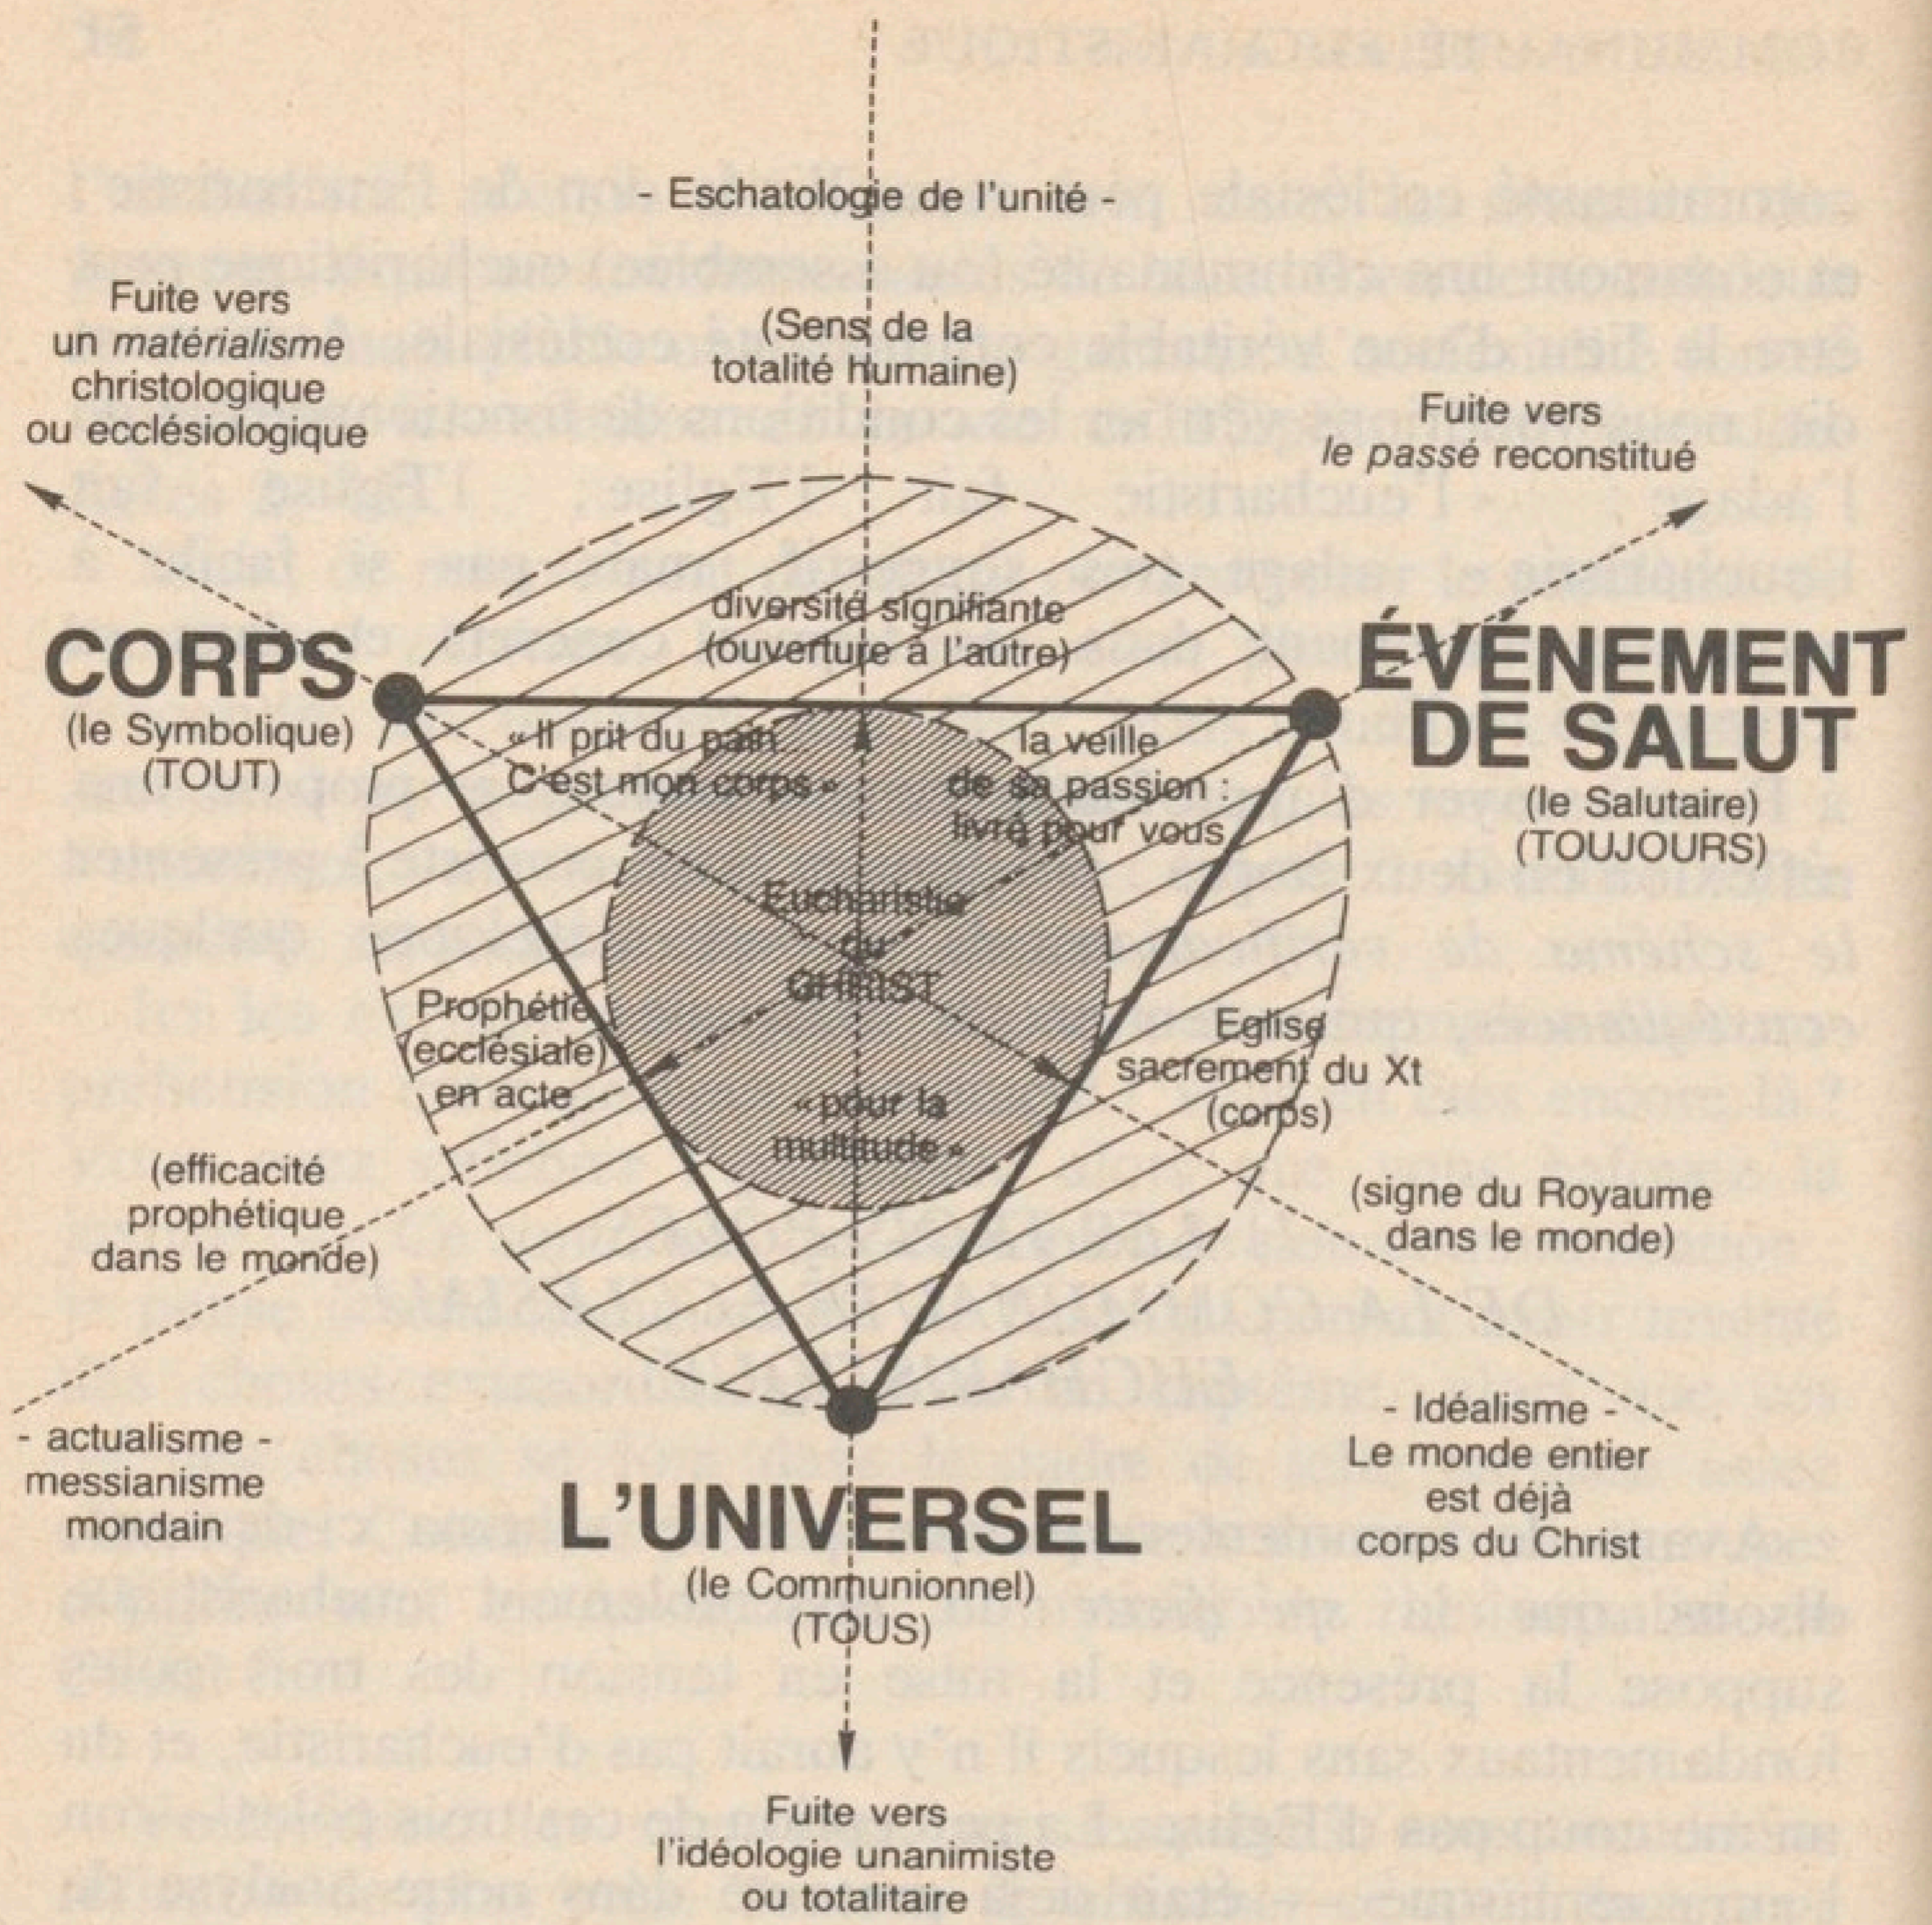 - Eschatologie de l'unité -
(Sens de la
totalité humaine)
Fuite vers
un matérialisme
christologique
ou ecclésiologique
Fuite vers
le passé reconstitué
diversité signifiante
(ouverture à l'autre)
CORPS
(le Symbolique)
(TOUT)
ÉVÉNEMENT
DE SALUT
(le Salutaire)
(TOUJOURS)
« Il prit du pain...
C'est mon corps »
la veille
de sa passion :
livré pour vous
Eucharistie
du
CHRIST
« pour la
multitude »
Prophétie
(ecclésiale)
en acte
Eglise
sacrement du Xt
(corps)
(efficacité
prophétique
dans le monde)
(signe du Royaume
dans le monde)
- actualisme -
messianisme
mondain
- Idéalisme -
Le monde entier
est déjà
corps du Christ
L'UNIVERSEL
(le Communionnel)
(TOUS)
Fuite vers
l'idéologie unanimiste
ou totalitaire